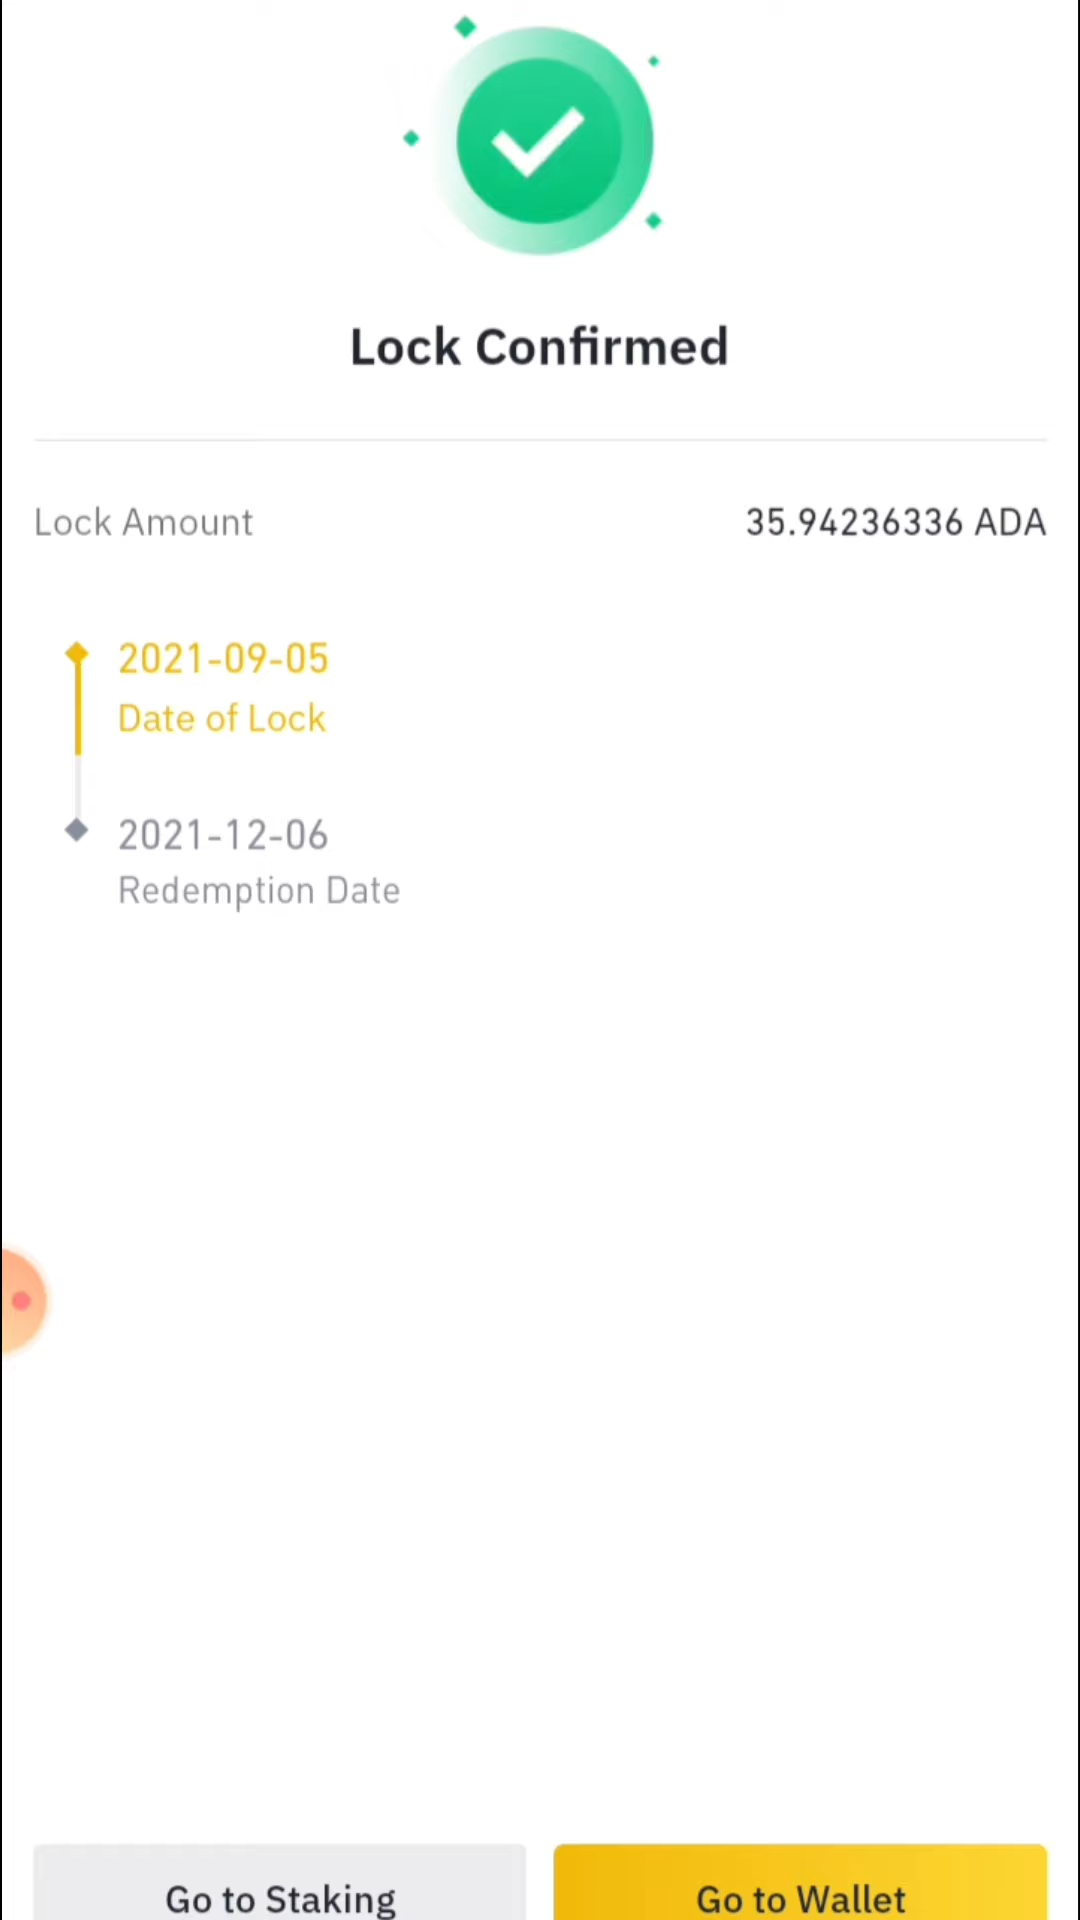 Lock Confirmed
Lock Amount 35.94236336 ADA
2021-09-05
Date of Lock
2021-12-06
Redemption Date
Go to Staking Go to Wallet